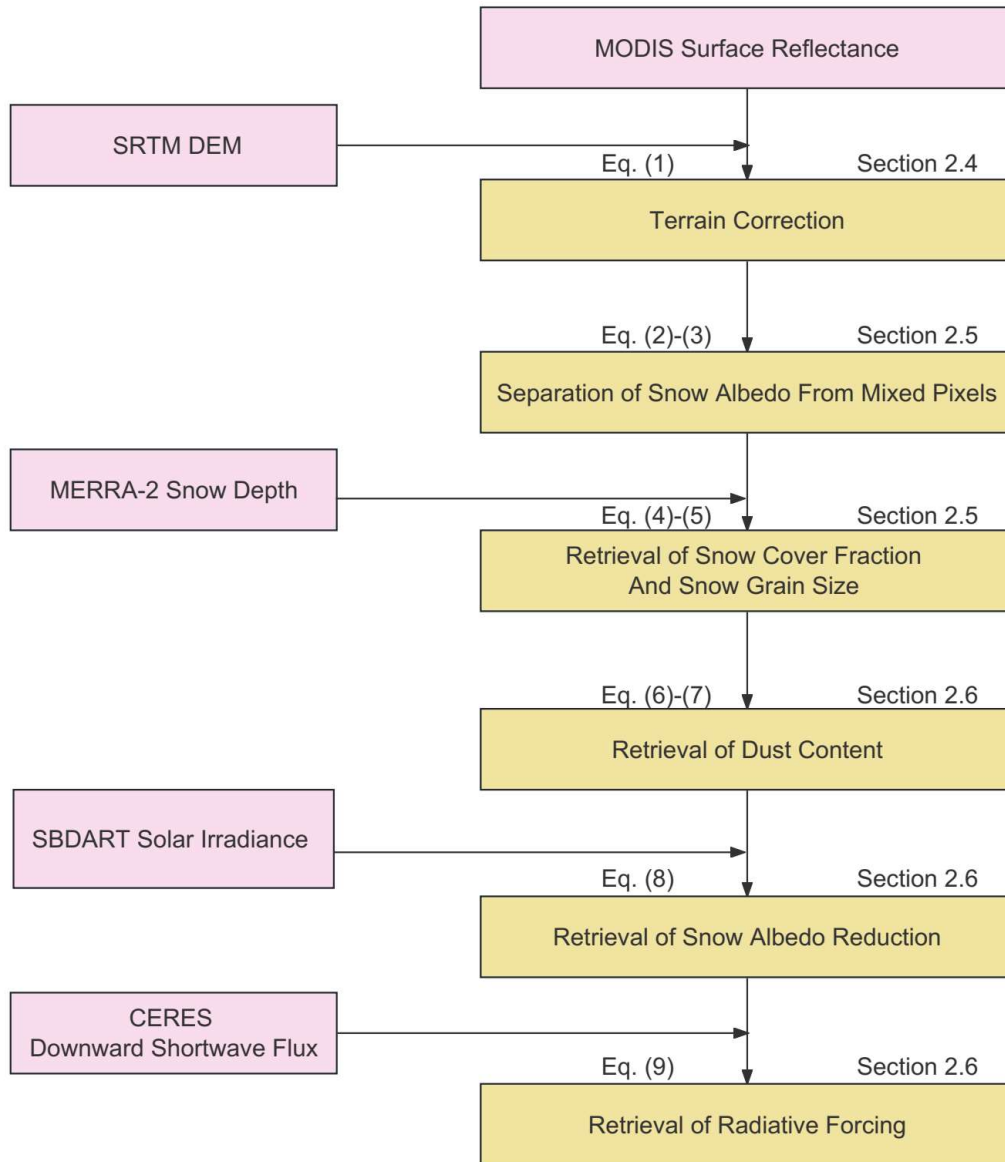 MODIS Surface Reflectance
SRTM DEM
Eq. (1)
Section 2.4
Terrain Correction
Eq. (2)-(3)
Section 2.5
Separation of Snow Albedo From Mixed Pixels
MERRA-2 Snow Depth
Eq. (4)-(5)
Section 2.5
Retrieval of Snow Cover Fraction
And Snow Grain Size
Eq. (6)-(7)
Section 2.6
Retrieval of Dust Content
SBDART Solar Irradiance
Eq. (8)
Section 2.6
Retrieval of Snow Albedo Reduction
CERES
Downward Shortwave Flux
Eq. (9)
Section 2.6
Retrieval of Radiative Forcing